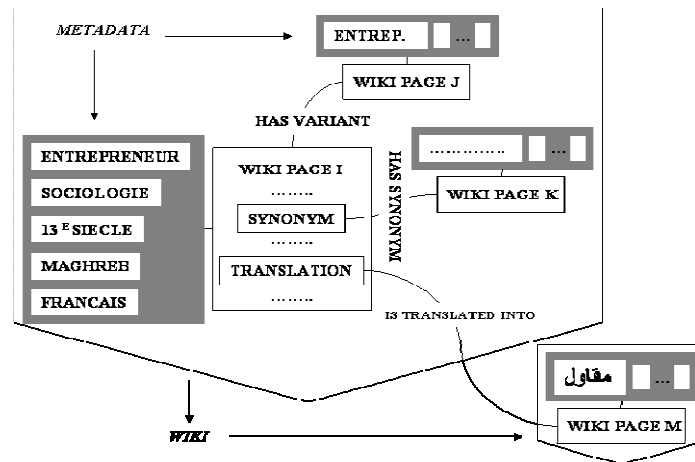 METADATA
ENTREP.
...
WIKI PAGE J
HAS VARIANT
ENTREPRENEUR
SOCIOLOGIE
13 E SIECLE
MAGHREB
FRANCAIS
WIKI PAGE I
........
SYNONYM
........
TRANSLATION
........
HAS SYNONYM
.............
...
WIKI PAGE K
IS TRANSLATED INTO
مقاول
...
WIKI PAGE M
WIKI